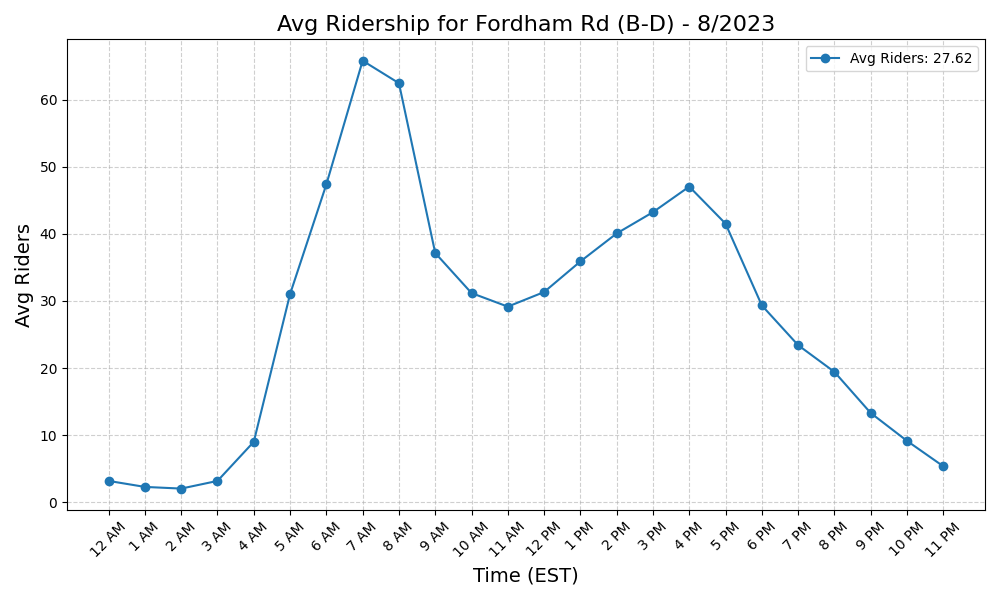 Avg Ridership for Fordham Rd (B-D) - 8/2023
Avg Riders: 27.62
Avg Riders
60
50
40
30
20
10
0
12 AM
1 AM
2 AM
3 AM
4 AM
5 AM
6 AM
7 AM
8 AM
9 AM
10 AM
11 AM
12 PM
1 PM
2 PM
3 PM
4 PM
5 PM
6 PM
7 PM
8 PM
9 PM
10 PM
11 PM
Time (EST)